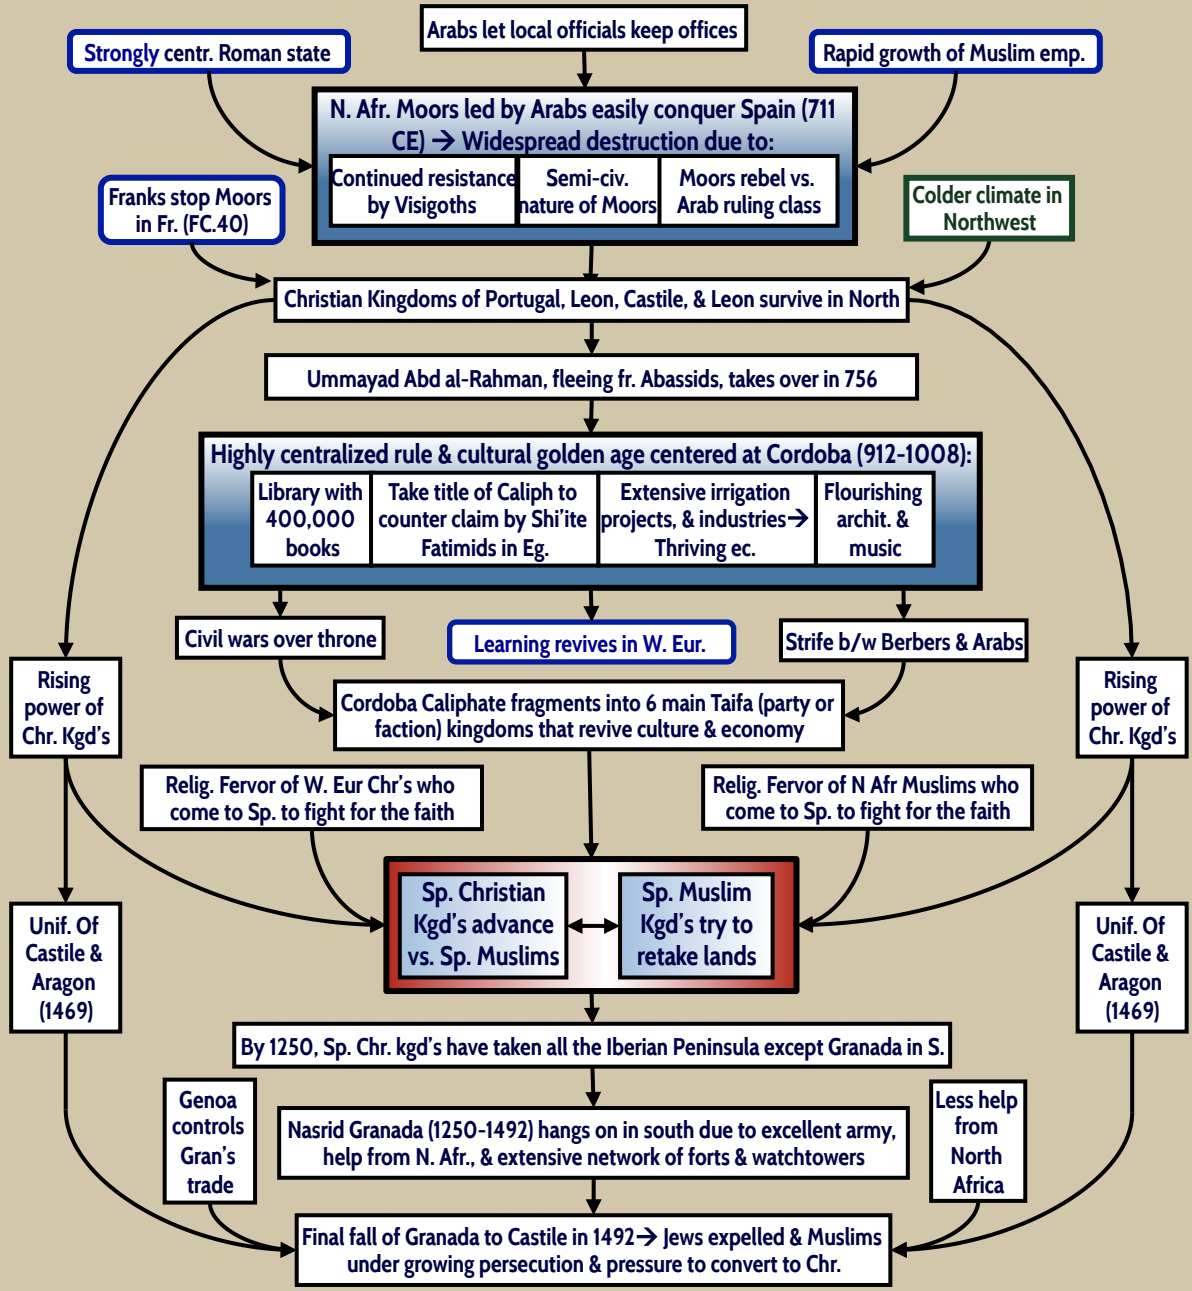 Arabs let local officials keep offices
Strongly centr. Roman state
Rapid growth of Muslim emp.
N. Afr. Moors led by Arabs easily conquer Spain (711
CE) → Widespread destruction due to:
Continued resistance
by Visigoths
Semi-civ.
nature of Moors
Moors rebel vs.
Arab ruling class
Franks stop Moors
in Fr. (FC.40)
Colder climate in
Northwest
Christian Kingdoms of Portugal, Leon, Castile, & Leon survive in North
Ummayad Abd al-Rahman, fleeing fr. Abassids, takes over in 756
Highly centralized rule & cultural golden age centered at Cordoba (912-1008):
Library with
400,000
books
Take title of Caliph to
counter claim by Shi’ite
Fatimids in Eg.
Extensive irrigation
projects, & industries→
Thriving ec.
Flourishing
archit. &
music
Civil wars over throne
Learning revives in W. Eur.
Strife b/w Berbers & Arabs
Rising
power of
Chr. Kgd’s
Cordoba Caliphate fragments into 6 main Taifa (party or
faction) kingdoms that revive culture & economy
Rising
power of
Chr. Kgd’s
Relig. Fervor of W. Eur Chr’s who
come to Sp. to fight for the faith
Relig. Fervor of N Afr Muslims who
come to Sp. to fight for the faith
Sp. Christian
Kgd’s advance
vs. Sp. Muslims
Sp. Muslim
Kgd’s try to
retake lands
Unif. Of
Castile &
Aragon
(1469)
Unif. Of
Castile &
Aragon
(1469)
By 1250, Sp. Chr. kgd’s have taken all the Iberian Peninsula except Granada in S.
Genoa
controls
Gran’s
trade
Nasrid Granada (1250-1492) hangs on in south due to excellent army,
help from N. Afr., & extensive network of forts & watchtowers
Less help
from
North
Africa
Final fall of Granada to Castile in 1492→ Jews expelled & Muslims
under growing persecution & pressure to convert to Chr.